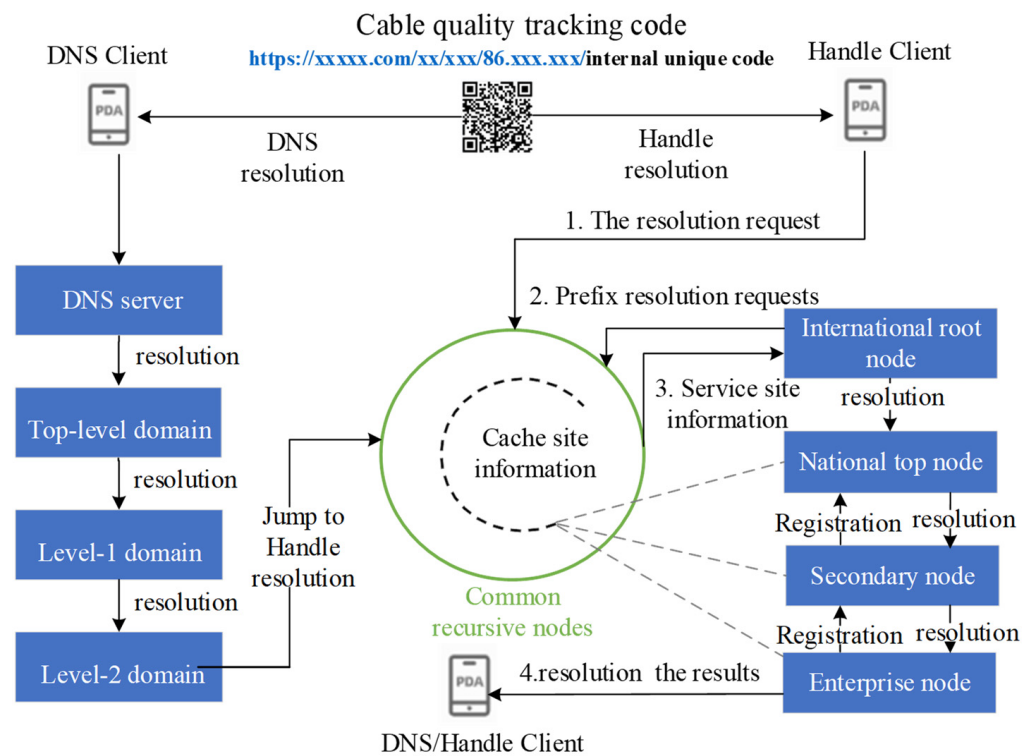 Cable quality tracking code
https://xxxxx.com/xx/xxx/86.xxx.xxx/internal unique code
DNS Client
Handle Client
PDA
PDA
DNS
resolution
Handle
resolution
1. The resolution request
DNS server
2. Prefix resolution requests
International root
node
resolution
3. Service site
information
resolution
Top-level domain
Cache site
information
National top node
resolution
Registration
resolution
Jump to
Handle
resolution
Level-1 domain
Secondary node
resolution
Common
recursive nodes
Registration
resolution
Level-2 domain
4.resolution the results
Enterprise node
PDA
DNS/Handle Client